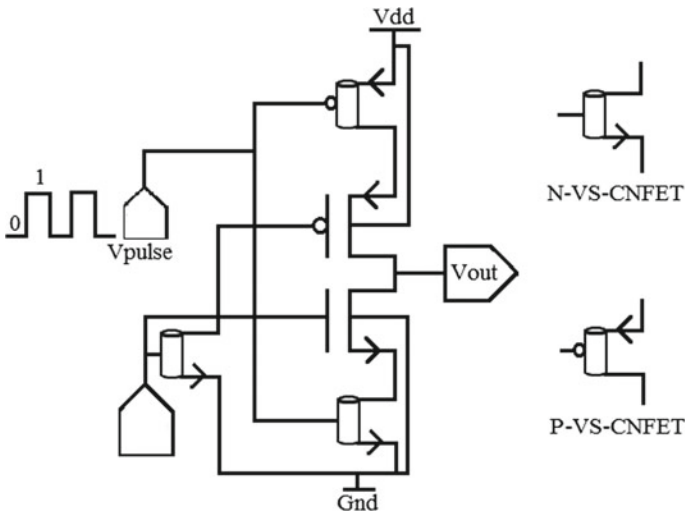 Vdd
1
0
Vpulse
N-VS-CNFET
Vout
P-VS-CNFET
Gnd